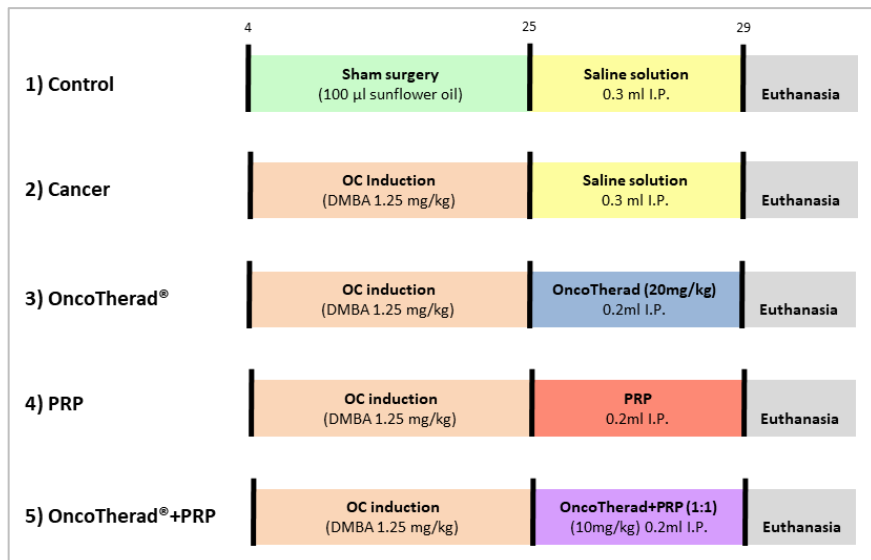 4 25 29
1) Control
Sham surgery
(100 µl sunflower oil)
Saline solution
0.3 ml I.P.
Euthanasia
2) Cancer
OC Induction
(DMBA 1.25 mg/kg)
Saline solution
0.3 ml I.P.
Euthanasia
3) OncoTherad®
OC induction
(DMBA 1.25 mg/kg)
OncoTherad (20mg/kg)
0.2ml I.P.
Euthanasia
4) PRP
OC induction
(DMBA 1.25 mg/kg)
PRP
0.2ml I.P.
Euthanasia
5) OncoTherad®+PRP
OC induction
(DMBA 1.25 mg/kg)
OncoTherad+PRP (1:1)
(10mg/kg) 0.2ml I.P.
Euthanasia